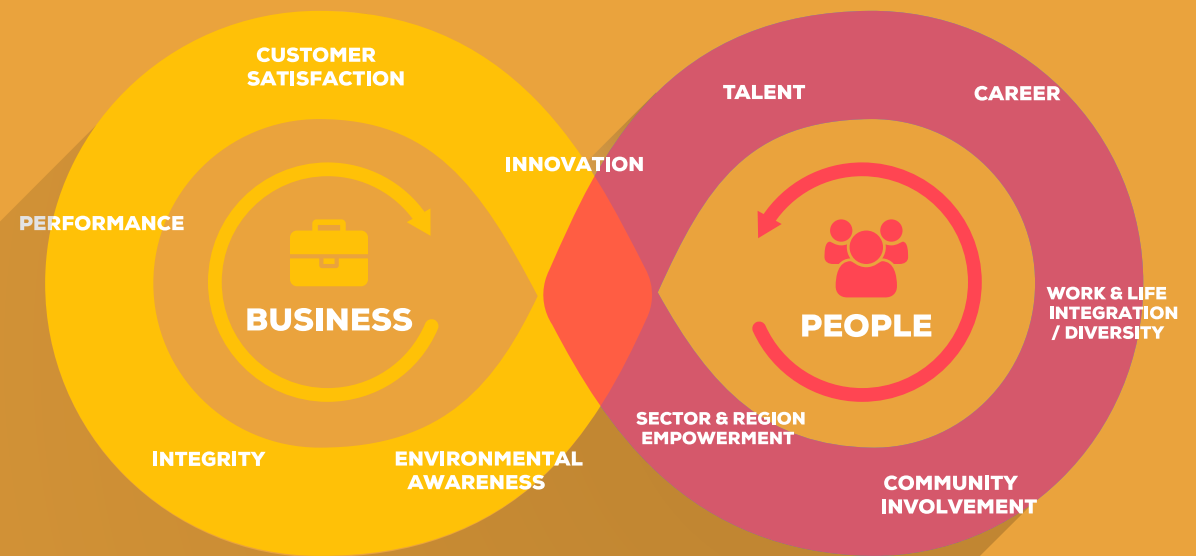 CUSTOMER
SATISFACTION
INNOVATION
PERFORMANCE
BUSINESS
INTEGRITY
ENVIRONMENTAL
AWARENESS
TALENT
CAREER
PEOPLE
WORK & LIFE
INTEGRATION
/ DIVERSITY
SECTOR & REGION
EMPOWERMENT
COMMUNITY
INVOLVEMENT